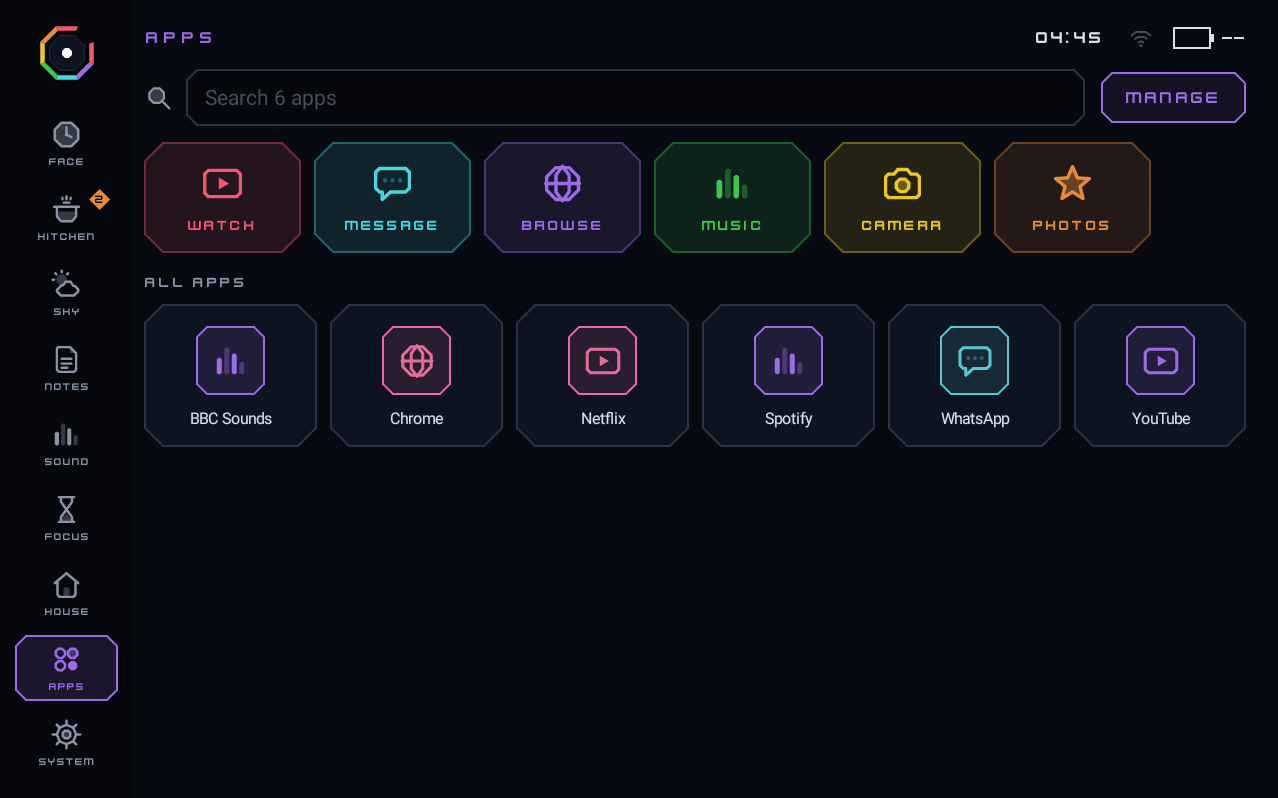 APPS
04:45
--
Search 6 apps
MANAGE
WATCH
MESSAGE
BROWSE
MUSIC
CAMERA
PHOTOS
ALL APPS
BBC Sounds
Chrome
Netflix
Spotify
WhatsApp
YouTube
FACE
2
KITCHEN
SKY
NOTES
SOUND
FOCUS
HOUSE
APPS
SYSTEM